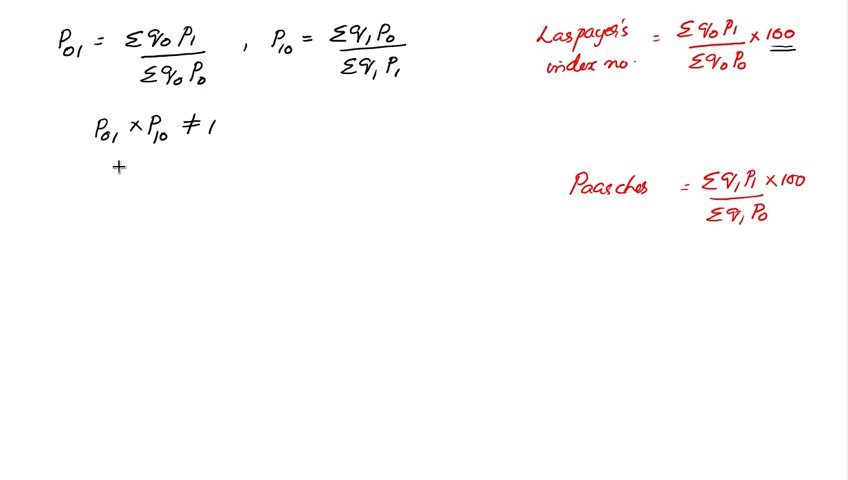 P₀₁ = Σq₀P₁ / Σq₀P₀ , P₁₀ = Σq₁P₀ / Σq₁P₁
P₀₁ × P₁₀ ≠ 1
Laspayer's index no. = Σq₀P₁ / Σq₀P₀ × 100
Paasches = Σq₁P₁ / Σq₁P₀ × 100